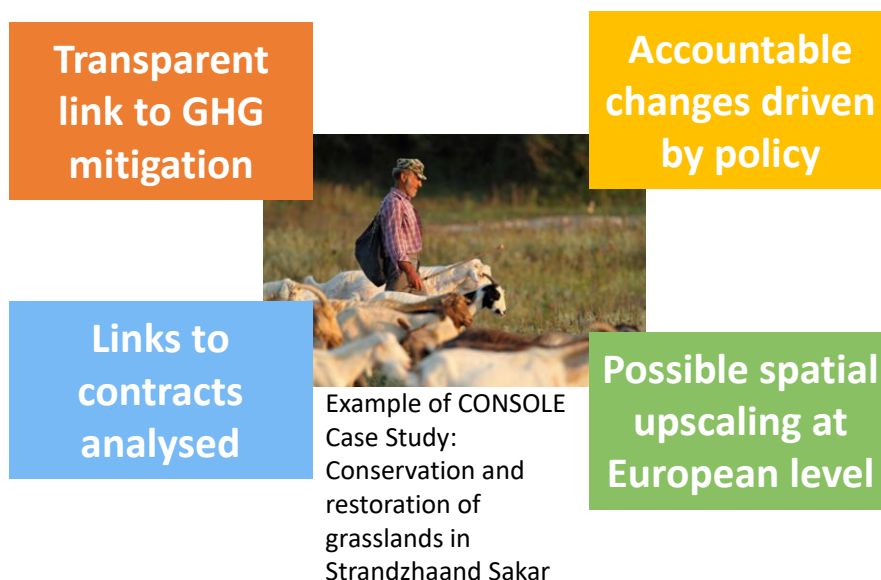 Transparent
link to GHG
mitigation
Accountable
changes driven
by policy
Links to
contracts
analysed
Possible spatial
upscaling at
European level
Example of CONSOLE
Case Study:
Conservation and
restoration of
grasslands in
Strandzhaand Sakar